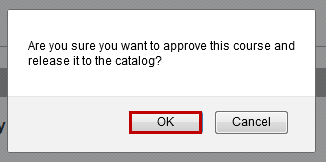 Are you sure you want to approve this course and
release it to the catalog?
OK Cancel